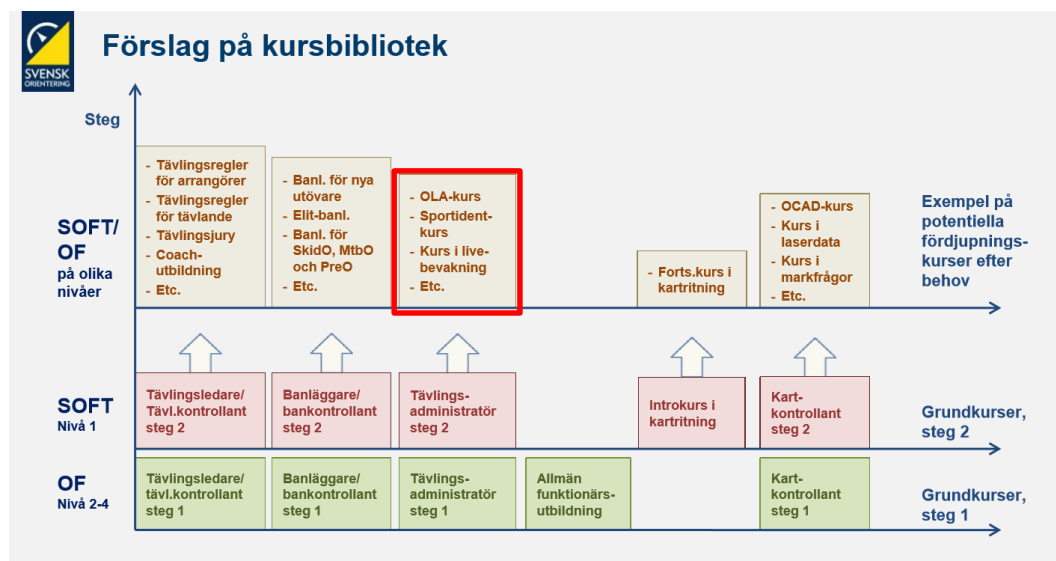 SVENSK
ORIENTERING
Förslag på kursbibliotek
Steg
SOFT/
OF
på olika
nivåer
- Tävlingsregler
för arrangörer
- Tävlingsregler
för tävlande
- Tävlingsjury
- Coach-
utbildning
- Etc.
- Banl. för nya
utövare
- Elit-banl.
- Banl. för
SkidO, MtbO
och PreO
- Etc.
- OLA-kurs
- Sportident-
kurs
- Kurs i live-
bevakning
- Etc.
- Forts.kurs i
kartritning
- OCAD-kurs
- Kurs i
laserdata
- Kurs i
markfrågor
- Etc.
Exempel på
potentiella
fördjupnings-
kurser efter
behov
SOFT
Nivå 1
Tävlingsledare/
Tävl.kontrollant
steg 2
Banläggare/
bankontrollant
steg 2
Tävlings-
administratör
steg 2
Introkurs i
kartritning
Kart-
kontrollant
steg 2
Grundkurser,
steg 2
OF
Nivå 2-4
Tävlingsledare/
tävl.kontrollant
steg 1
Banläggare/
bankontrollant
steg 1
Tävlings-
administratör
steg 1
Allmän
funktionärs-
utbildning
Kart-
kontrollant
steg 1
Grundkurser,
steg 1